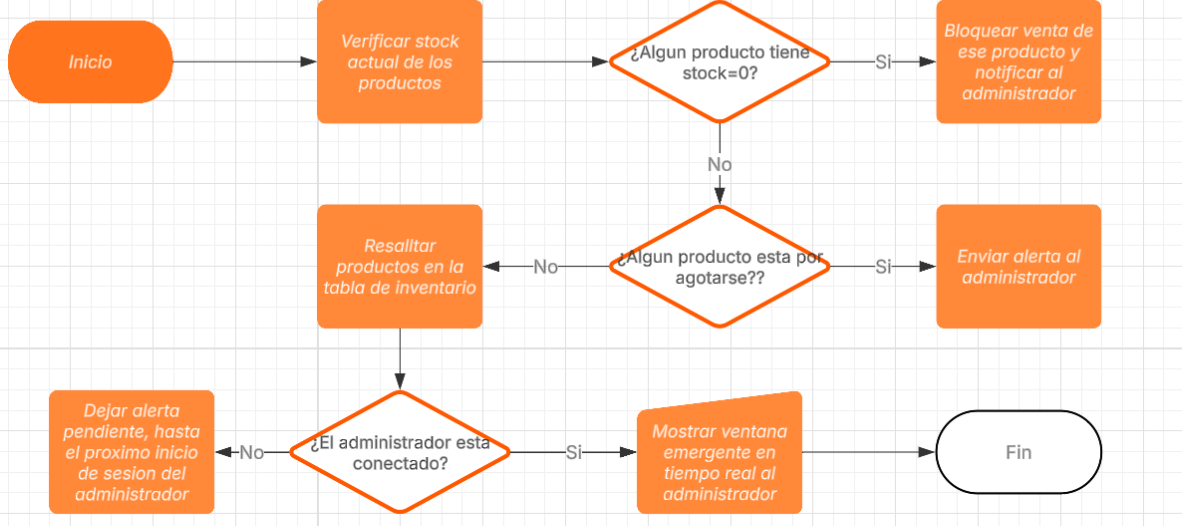 Inicio
Verificar stock
actual de los
productos
¿Algun producto tiene
stock=0?
Si
Bloquear venta de
ese producto y
notificar al
administrador
No
Resalltar
productos en la
tabla de inventario
No
¿Algun producto esta por
agotarse??
Si
Enviar alerta al
administrador
Dejar alerta
pendiente, hasta
el proximo inicio
de sesion del
administrador
No
¿El administrador esta
conectado?
Si
Mostrar ventana
emergente en
tiempo real al
administrador
Fin